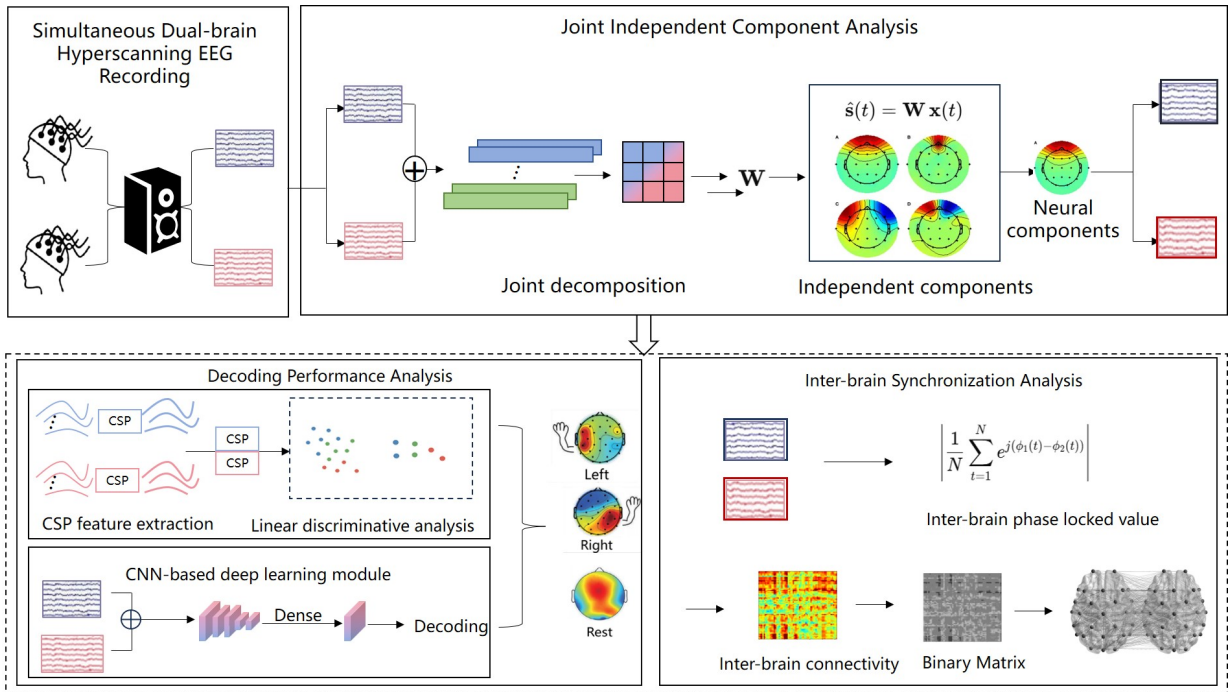 Simultaneous Dual-brain
Hyperscanning EEG
Recording
Joint Independent Component Analysis
W
ŝ(t) = W x(t)
A
B
C
D
A
Neural
components
Joint decomposition
Independent components
Decoding Performance Analysis
CSP
CSP
CSP
CSP
CSP feature extraction
Linear discriminative analysis
Left
Right
Rest
CNN-based deep learning module
Dense
Decoding
Inter-brain Synchronization Analysis
|1/N ∑_{t=1}^{N} e^{j(ϕ₁(t)−ϕ₂(t))}|
Inter-brain phase locked value
Inter-brain connectivity
Binary Matrix